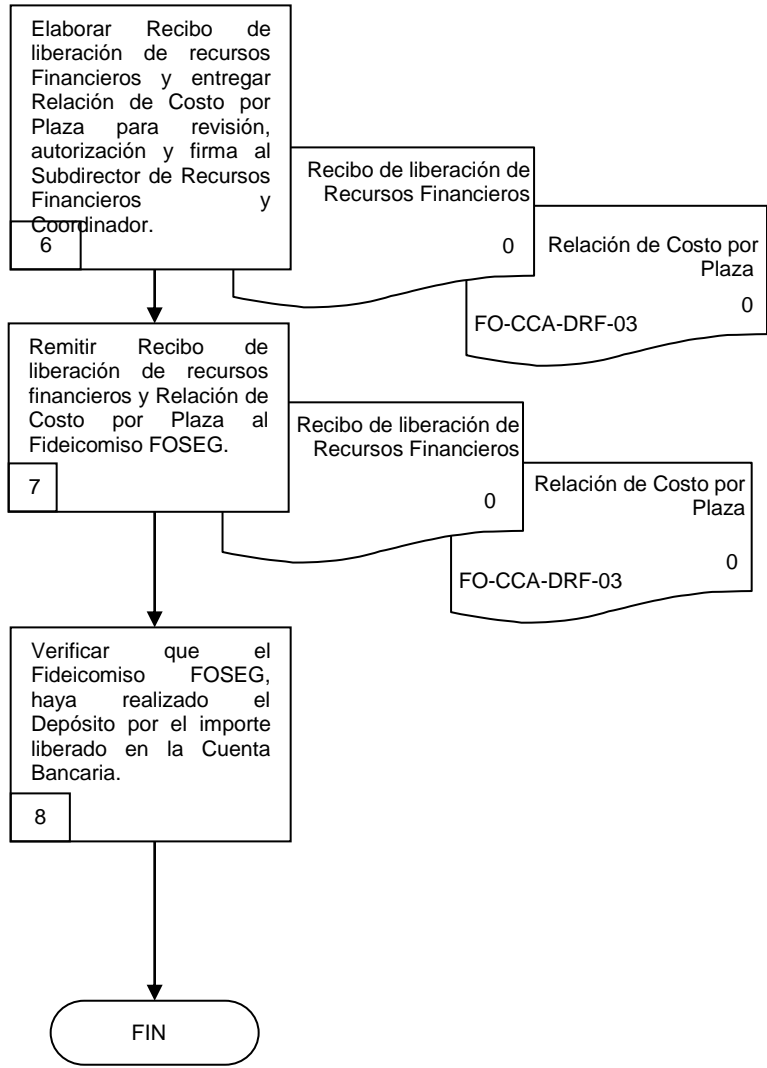 Elaborar Recibo de
liberación de recursos
Financieros y entregar
Relación de Costo por
Plaza para revisión,
autorización y firma al
Subdirector de Recursos
Financieros y
Coordinador.
6
Recibo de liberación de
Recursos Financieros
0
Relación de Costo por
Plaza
0
FO-CCA-DRF-03
Remitir Recibo de
liberación de recursos
financieros y Relación de
Costo por Plaza al
Fideicomiso FOSEG.
7
Recibo de liberación de
Recursos Financieros
0
Relación de Costo por
Plaza
0
FO-CCA-DRF-03
Verificar que el
Fideicomiso FOSEG,
haya realizado el
Depósito por el importe
liberado en la Cuenta
Bancaria.
8
FIN